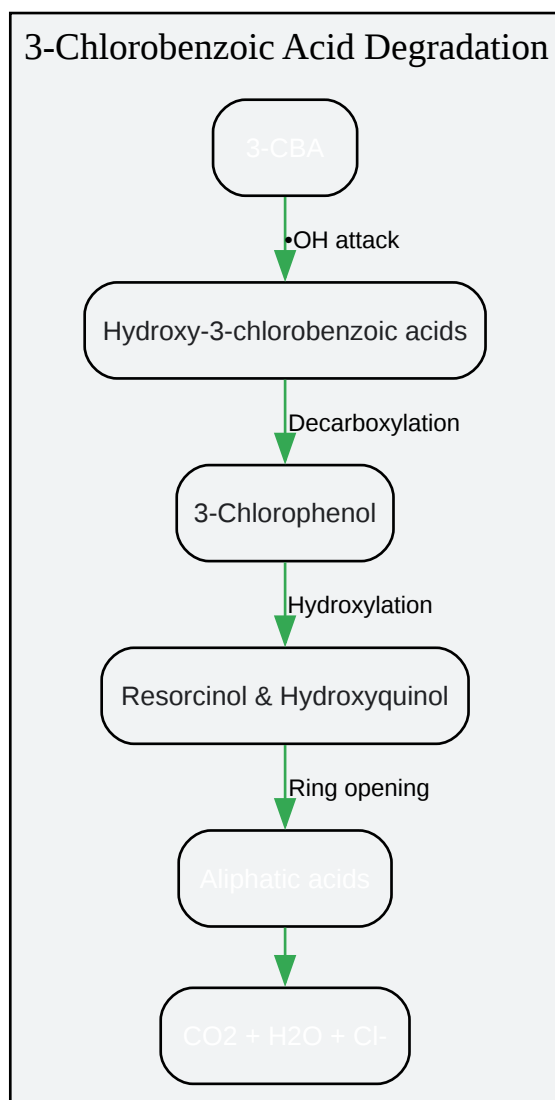 3-Chlorobenzoic Acid Degradation
3-CBA
•OH attack
Hydroxy-3-chlorobenzoic acids
Decarboxylation
3-Chlorophenol
Hydroxylation
Resorcinol & Hydroxyquinol
Ring opening
Aliphatic acids
CO2 + H2O + Cl-